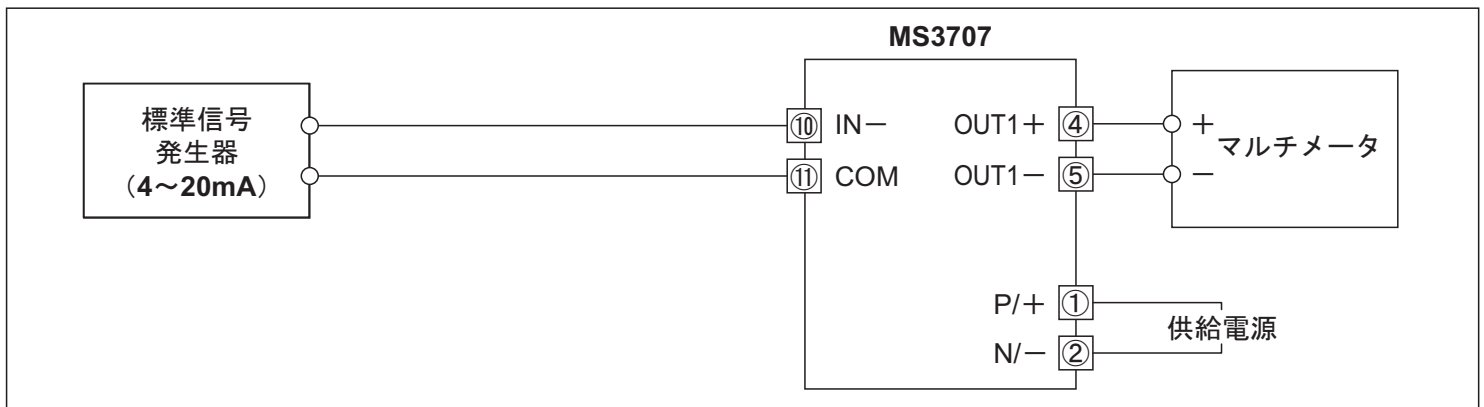 MS3707
標準信号
発生器
（4～20mA）
⑩ IN－
⑪ COM
OUT1＋ ④
OUT1－ ⑤
＋
マルチメータ
－
P/＋ ①
N/－ ②
供給電源